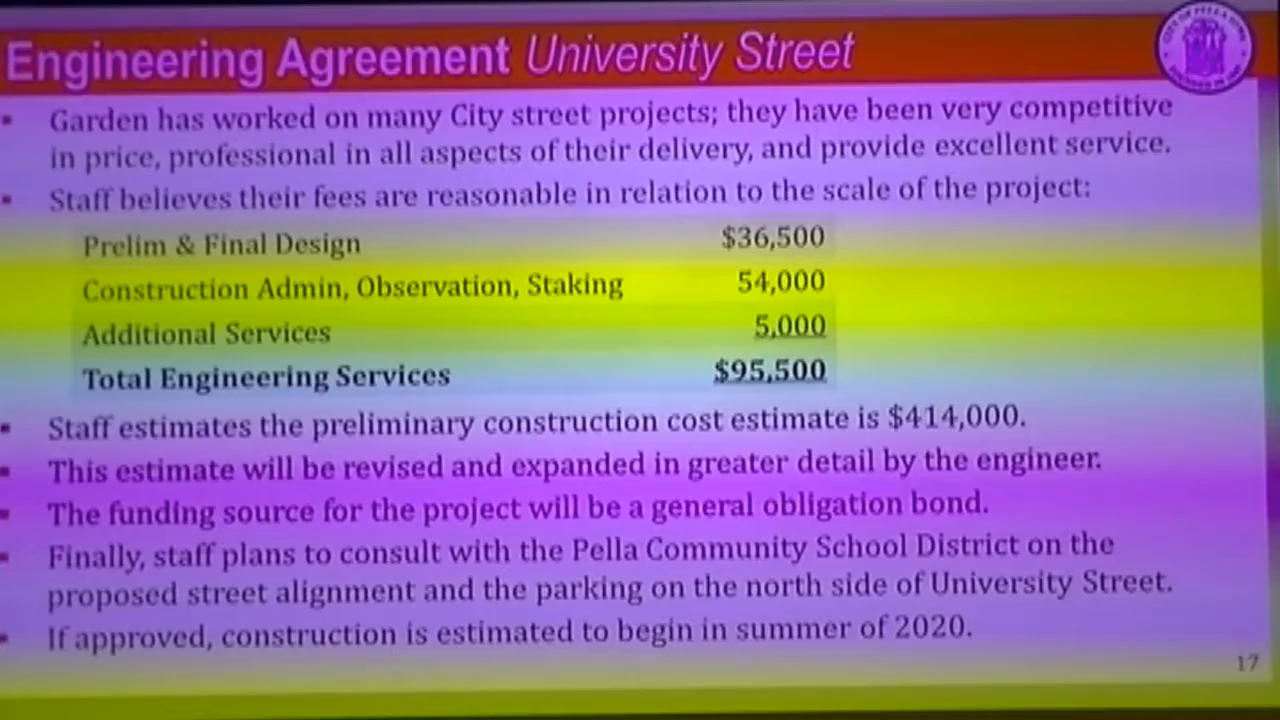 Engineering Agreement University Street
Garden has worked on many City street projects; they have been very competitive
in price, professional in all aspects of their delivery, and provide excellent service.
Staff believes their fees are reasonable in relation to the scale of the project:
Prelim & Final Design $36,500
Construction Admin, Observation, Staking 54,000
Additional Services 5,000
Total Engineering Services $95,500
Staff estimates the preliminary construction cost estimate is $414,000.
This estimate will be revised and expanded in greater detail by the engineer.
The funding source for the project will be a general obligation bond.
Finally, staff plans to consult with the Pella Community School District on the
proposed street alignment and the parking on the north side of University Street.
If approved, construction is estimated to begin in summer of 2020.
17